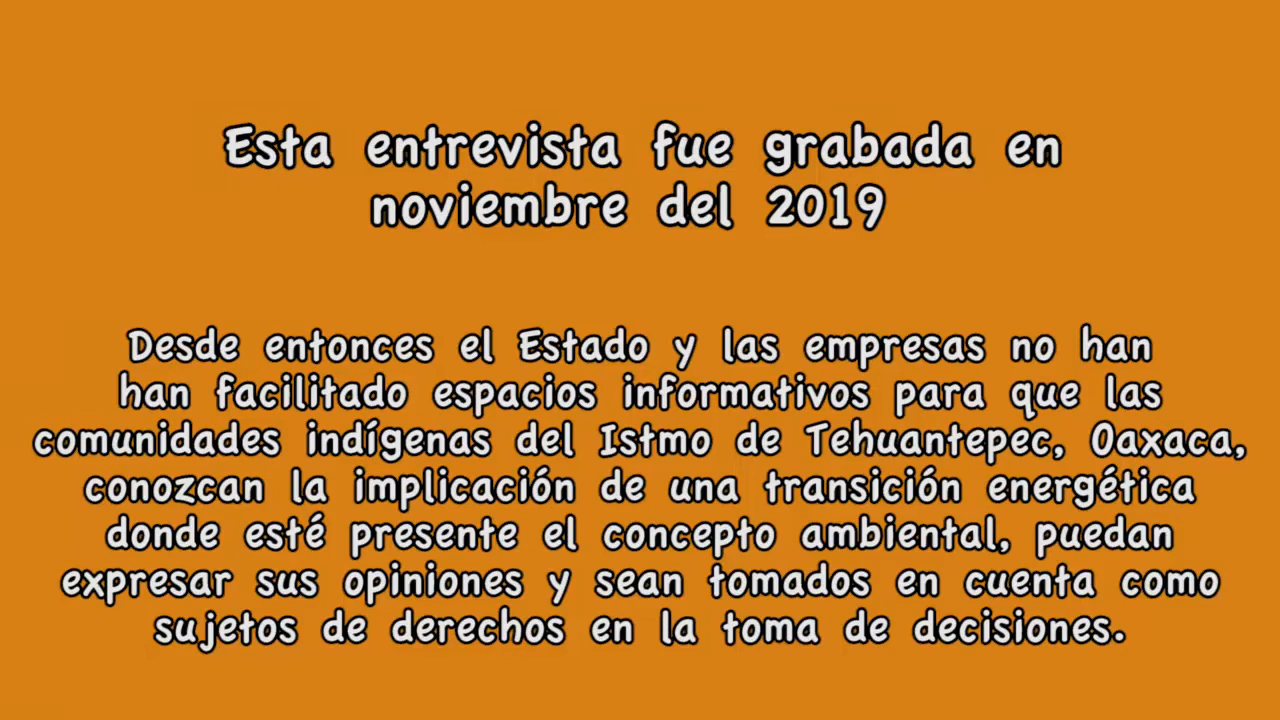 Esta entrevista fue grabada en
noviembre del 2019
Desde entonces el Estado y las empresas no han
han facilitado espacios informativos para que las
comunidades indígenas del Istmo de Tehuantepec, Oaxaca,
conozcan la implicación de una transición energética
donde esté presente el concepto ambiental, puedan
expresar sus opiniones y sean tomados en cuenta como
sujetos de derechos en la toma de decisiones.